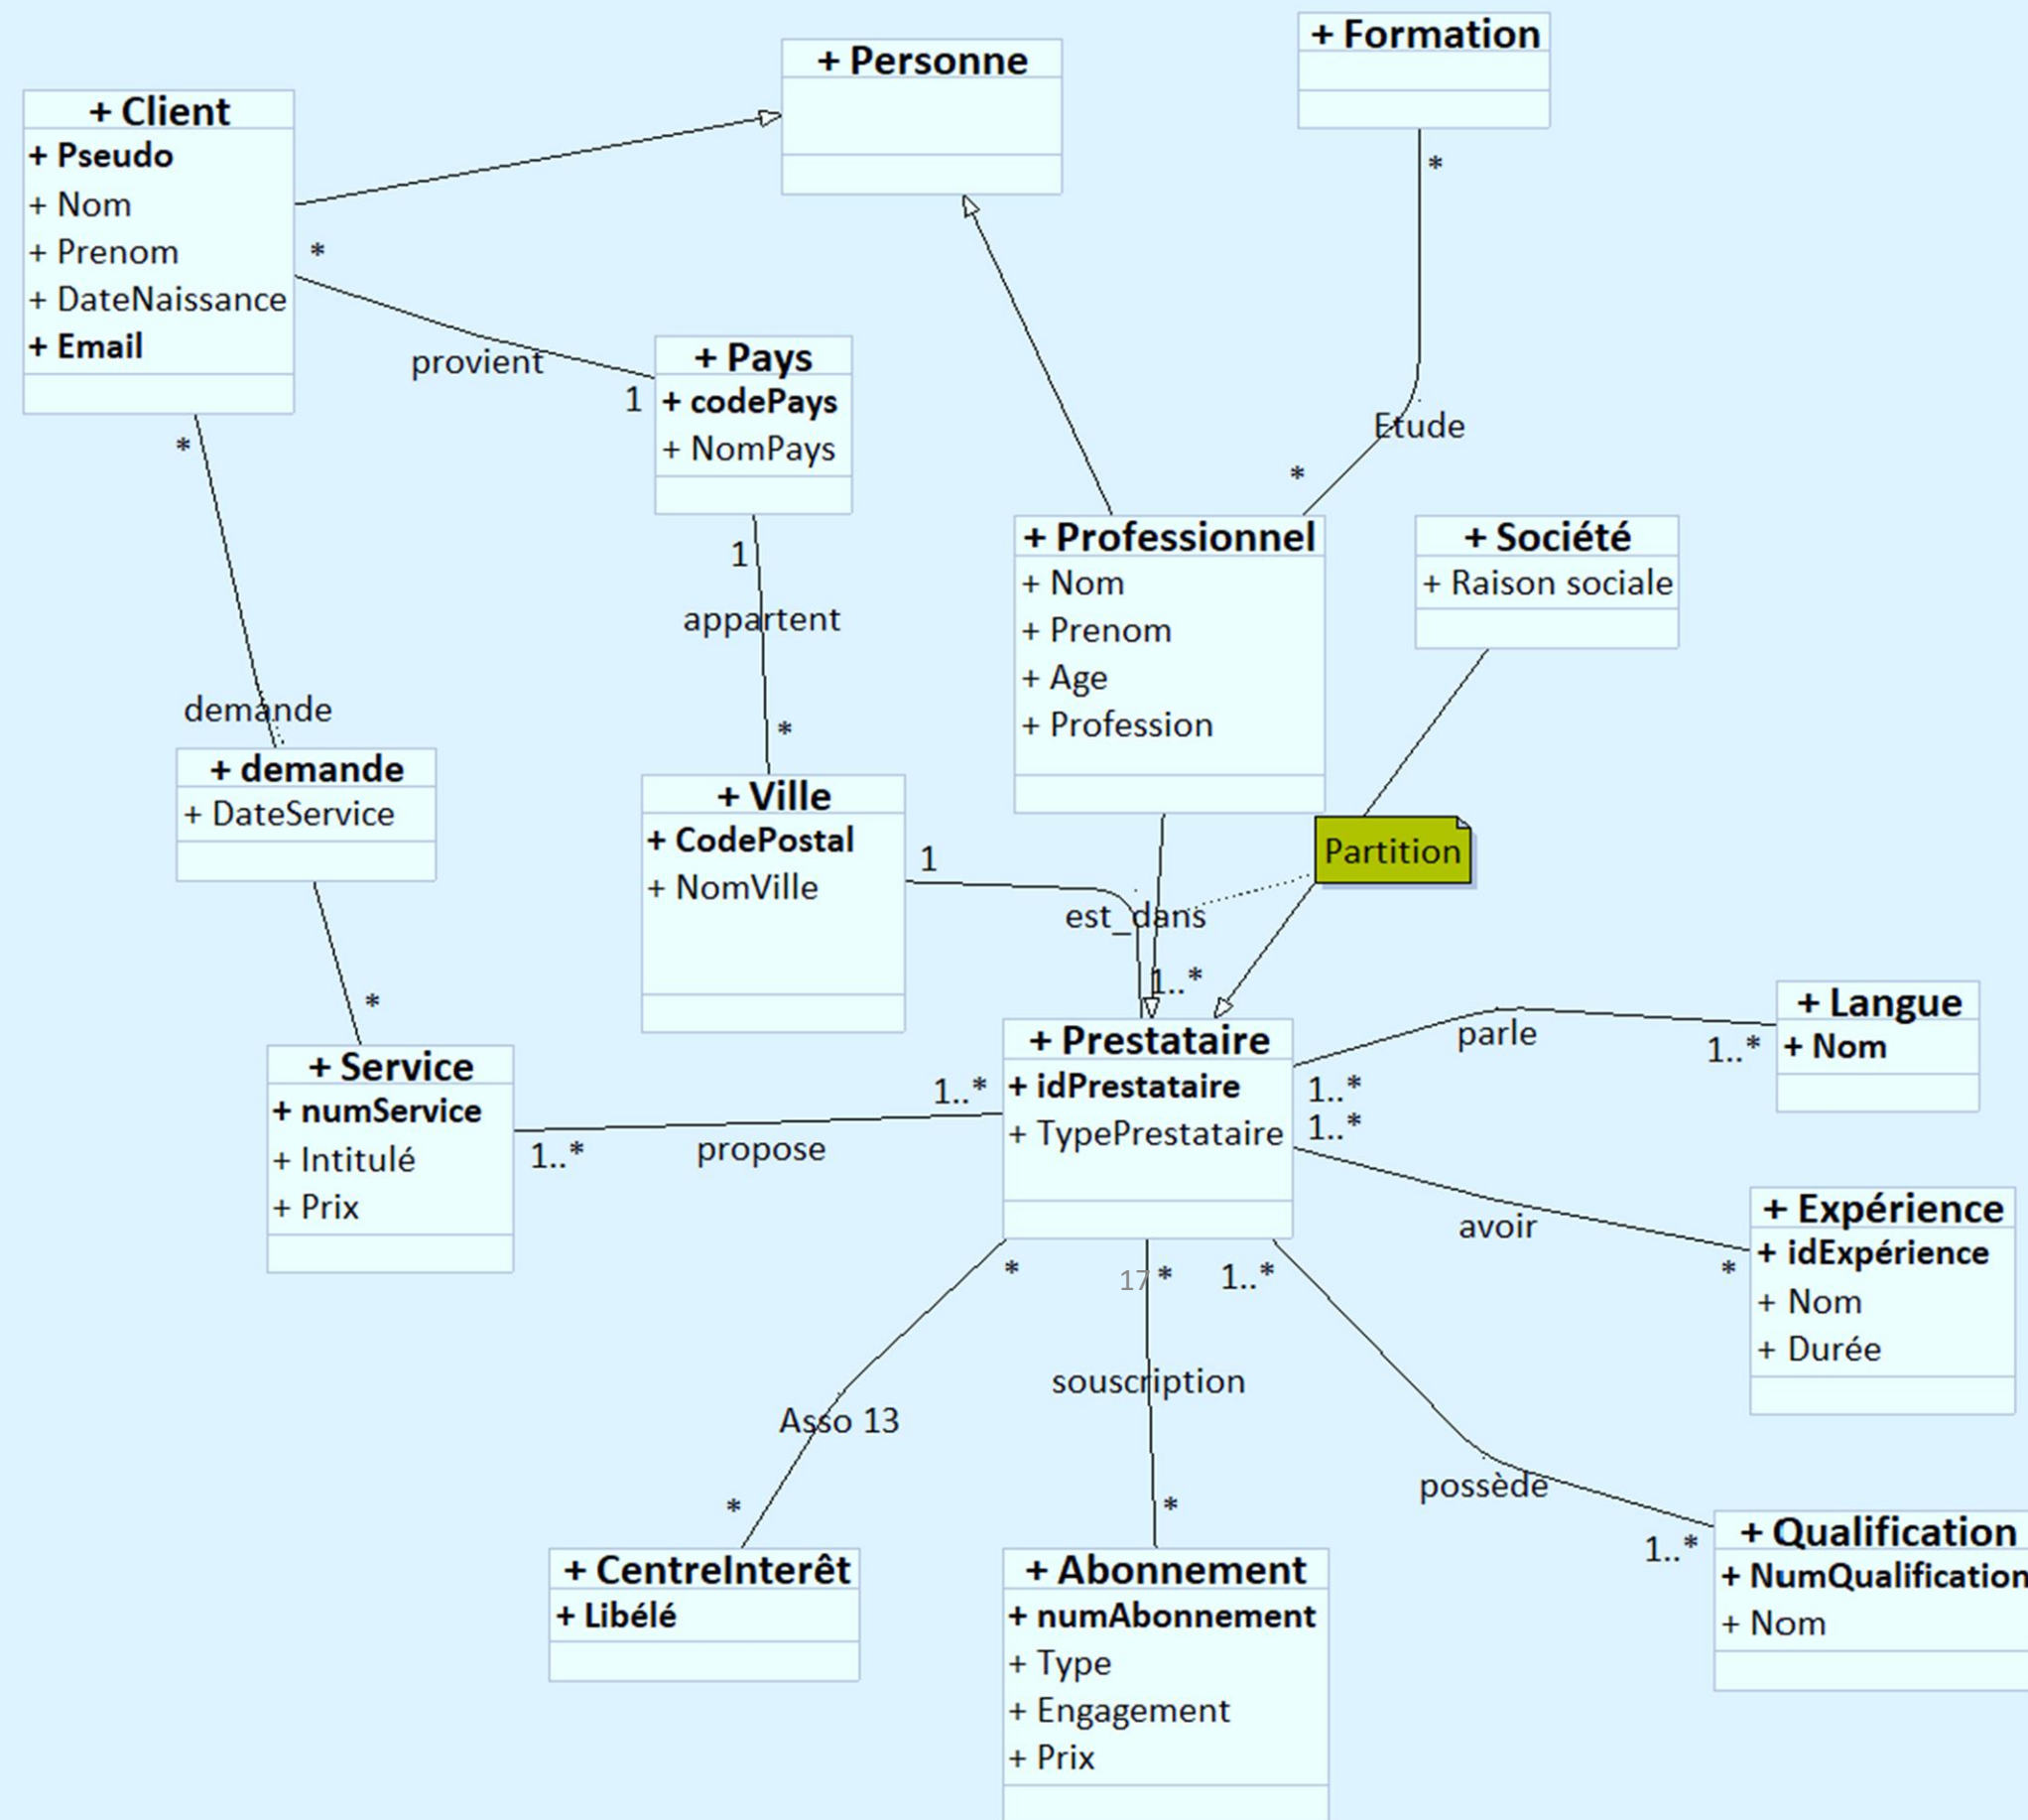 + Formation
*
+ Personne
+ Client
+ Pseudo
+ Nom
+ Prenom
+ DateNaissance
+ Email
*
provient
1
+ Pays
+ codePays
+ NomPays
Etude
*
*
1
appartent
*
+ Professionnel
+ Nom
+ Prenom
+ Age
+ Profession
+ Société
+ Raison sociale
demande
+ demande
+ DateService
*
+ Ville
+ CodePostal
+ NomVille
1
est_dans
1..*
Partition
+ Service
+ numService
+ Intitulé
+ Prix
1..*
propose
1..*
+ Prestataire
+ idPrestataire
+ TypePrestataire
parle
1..*
1..*
1..*
+ Langue
+ Nom
avoir
*
+ Expérience
+ idExpérience
+ Nom
+ Durée
*
17 *
1..*
Asso 13
*
souscription
*
possède
1..*
+ CentreInterêt
+ Libélé
+ Abonnement
+ numAbonnement
+ Type
+ Engagement
+ Prix
+ Qualification
+ NumQualification
+ Nom